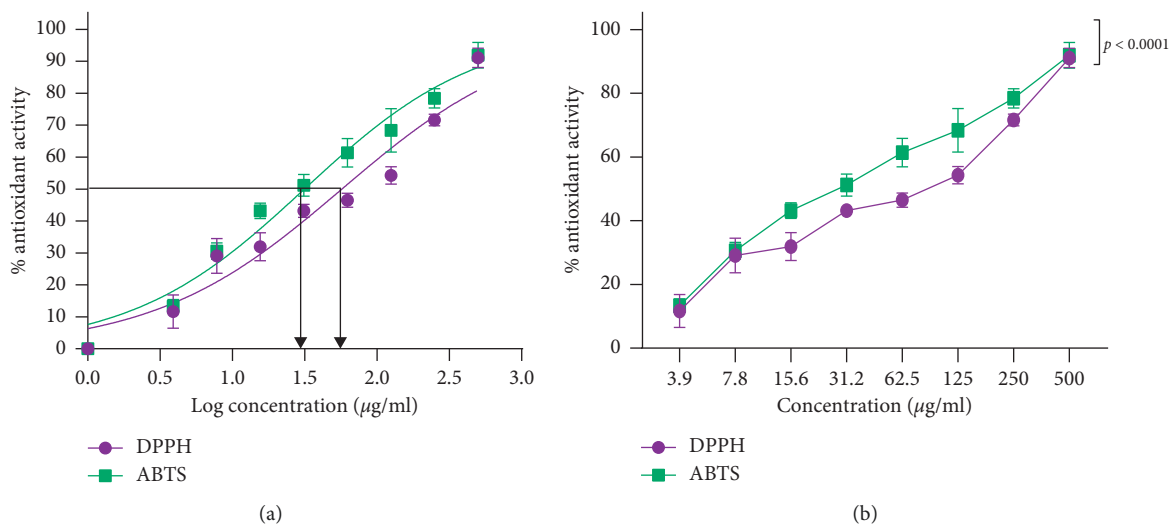 100
90
80
70
60
50
40
30
20
10
0
% antioxidant activity
0.0 0.5 1.0 1.5 2.0 2.5 3.0
Log concentration (μg/ml)
DPPH
ABTS
(a)
100
80
60
40
20
0
% antioxidant activity
p < 0.0001
3.9 7.8 15.6 31.2 62.5 125 250 500
Concentration (μg/ml)
DPPH
ABTS
(b)